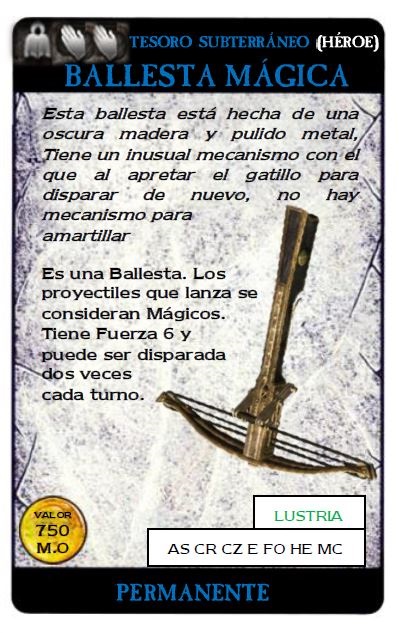 TESORO SUBTERRÁNEO (HÉROE)
BALLESTA MÁGICA
Esta ballesta está hecha de una
oscura madera y pulido metal,
Tiene un inusual mecanismo con el
que al apretar el gatillo para
disparar de nuevo, no hay
mecanismo para
amartillar
Es una Ballesta. Los
proyectiles que lanza se
consideran Mágicos.
Tiene Fuerza 6 y
puede ser disparada
dos veces
cada turno.
VALOR
750
M.O
LUSTRIA
AS CR CZ E FO HE MC
PERMANENTE